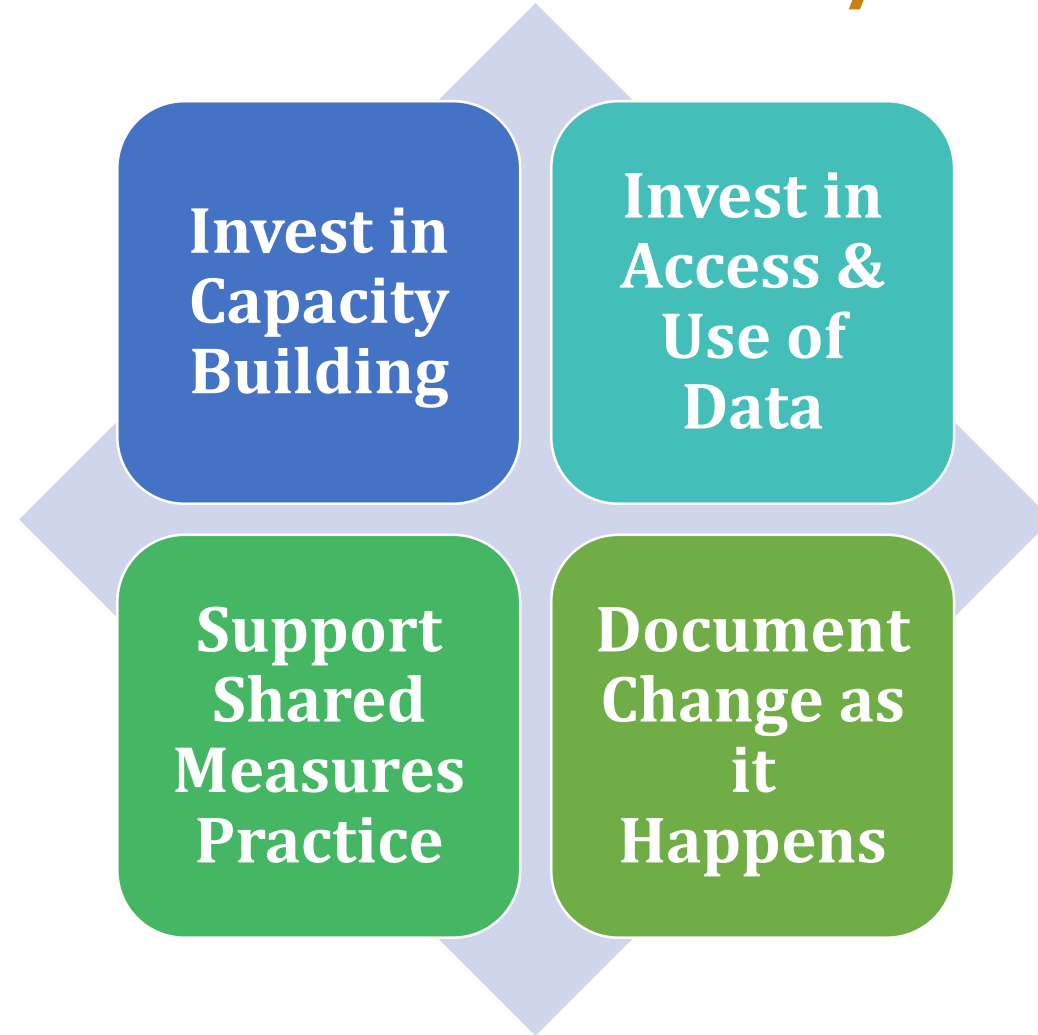 Invest in
Capacity
Building
Invest in
Access &
Use of
Data
Support
Shared
Measures
Practice
Document
Change as
it
Happens